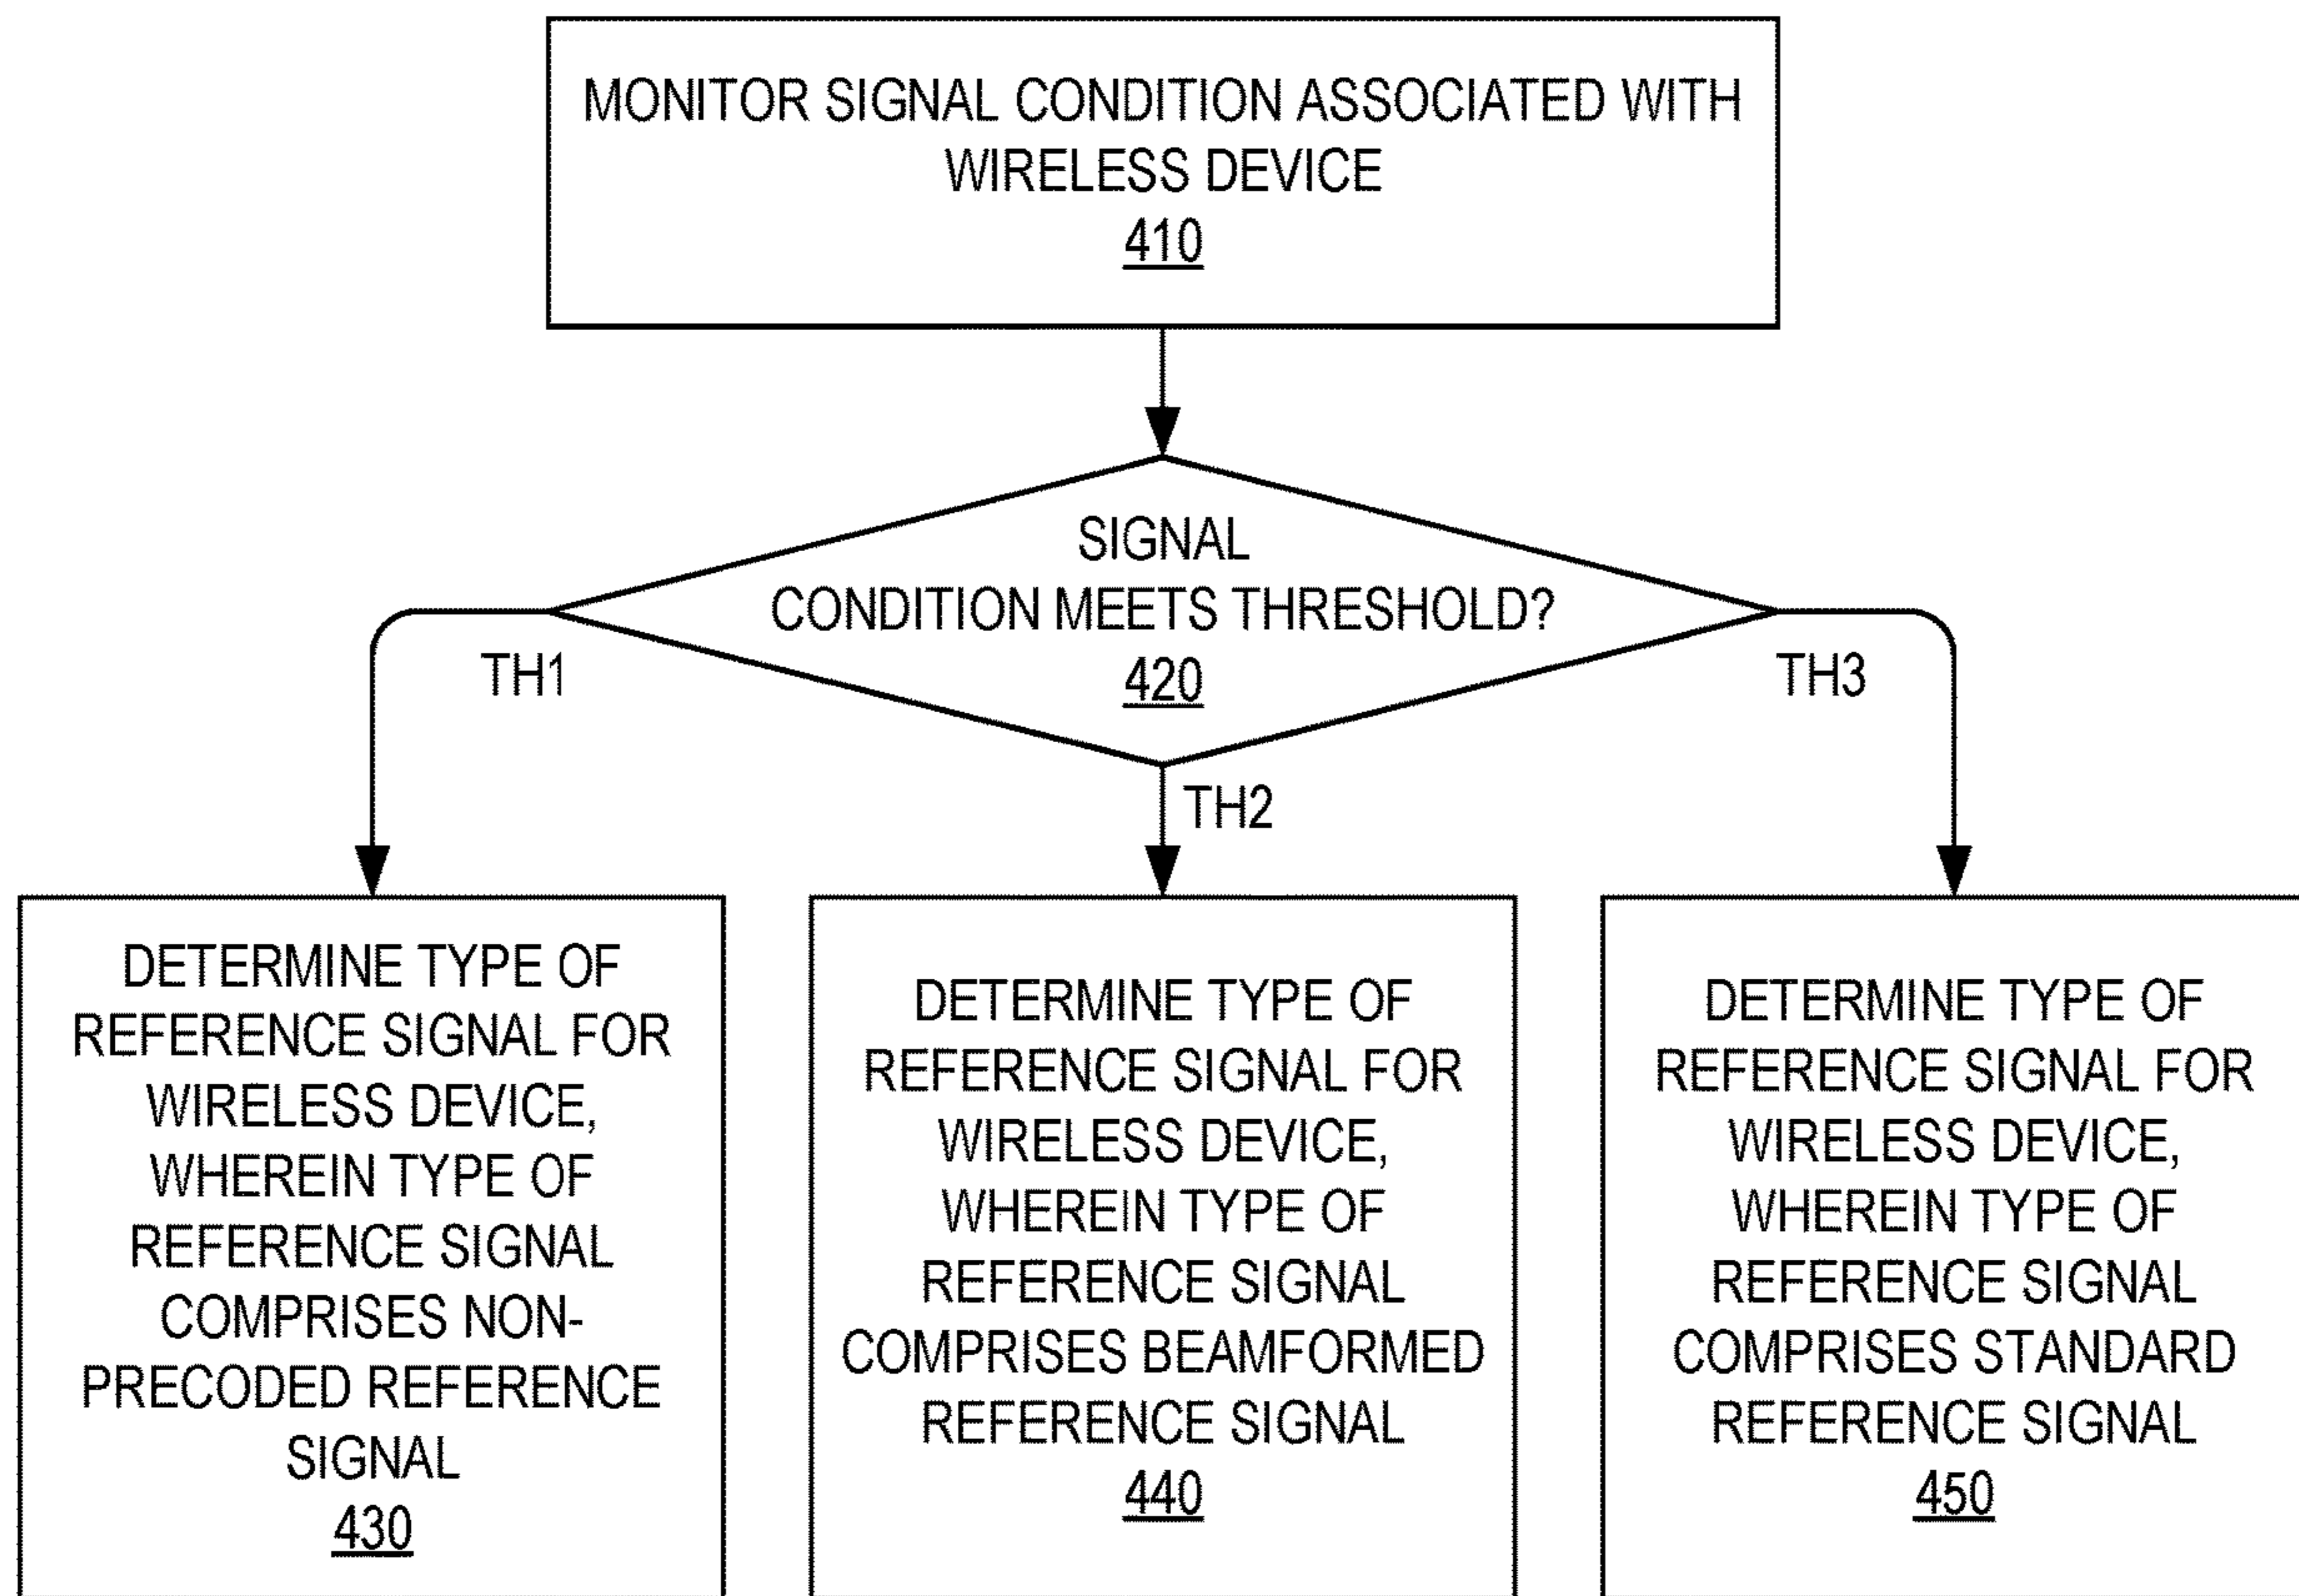 MONITOR SIGNAL CONDITION ASSOCIATED WITH
WIRELESS DEVICE
410
SIGNAL
CONDITION MEETS THRESHOLD?
420
TH1
TH2
TH3
DETERMINE TYPE OF
REFERENCE SIGNAL FOR
WIRELESS DEVICE,
WHEREIN TYPE OF
REFERENCE SIGNAL
COMPRISES NON-
PRECODED REFERENCE
SIGNAL
430
DETERMINE TYPE OF
REFERENCE SIGNAL FOR
WIRELESS DEVICE,
WHEREIN TYPE OF
REFERENCE SIGNAL
COMPRISES BEAMFORMED
REFERENCE SIGNAL
440
DETERMINE TYPE OF
REFERENCE SIGNAL FOR
WIRELESS DEVICE,
WHEREIN TYPE OF
REFERENCE SIGNAL
COMPRISES STANDARD
REFERENCE SIGNAL
450